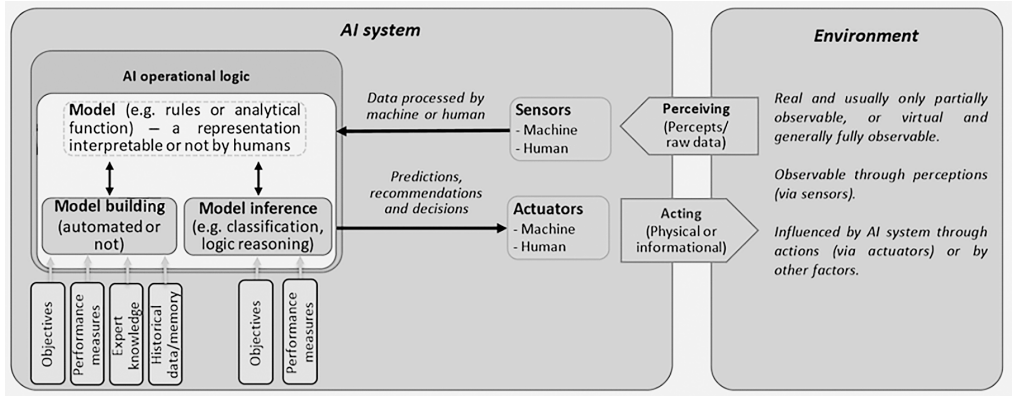 AI system
AI operational logic
Model (e.g. rules or analytical
function) – a representation
interpretable or not by humans
Model building
(automated or
not)
Model inference
(e.g. classification,
logic reasoning)
Objectives
Performance
measures
Expert
knowledge
Historical
data/memory
Objectives
Performance
measures
Data processed by
machine or human
Predictions,
recommendations
and decisions
Sensors
- Machine
- Human
Actuators
- Machine
- Human
Perceiving
(Percepts/
raw data)
Acting
(Physical or
informational)
Environment
Real and usually only partially
observable, or virtual and
generally fully observable.
Observable through perceptions
(via sensors).
Influenced by AI system through
actions (via actuators) or by
other factors.